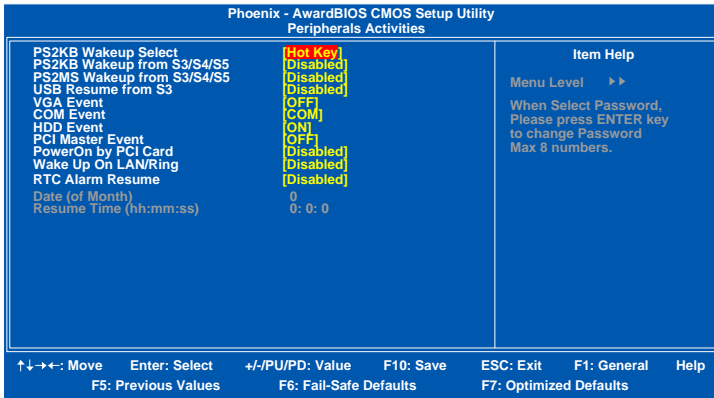 Phoenix - AwardBIOS CMOS Setup Utility
Peripherals Activities
PS2KB Wakeup Select [Hot Key]
PS2KB Wakeup from S3/S4/S5 [Disabled]
PS2MS Wakeup from S3/S4/S5 [Disabled]
USB Resume from S3 [Disabled]
VGA Event [OFF]
COM Event [COM]
HDD Event [ON]
PCI Master Event [OFF]
PowerOn by PCI Card [Disabled]
Wake Up On LAN/Ring [Disabled]
RTC Alarm Resume [Disabled]
Date (of Month) 0
Resume Time (hh:mm:ss) 0: 0: 0
Item Help
Menu Level ▶▶
When Select Password,
Please press ENTER key
to change Password
Max 8 numbers.
↑↓→←: Move Enter: Select +/-/PU/PD: Value F10: Save ESC: Exit F1: General Help
F5: Previous Values F6: Fail-Safe Defaults F7: Optimized Defaults